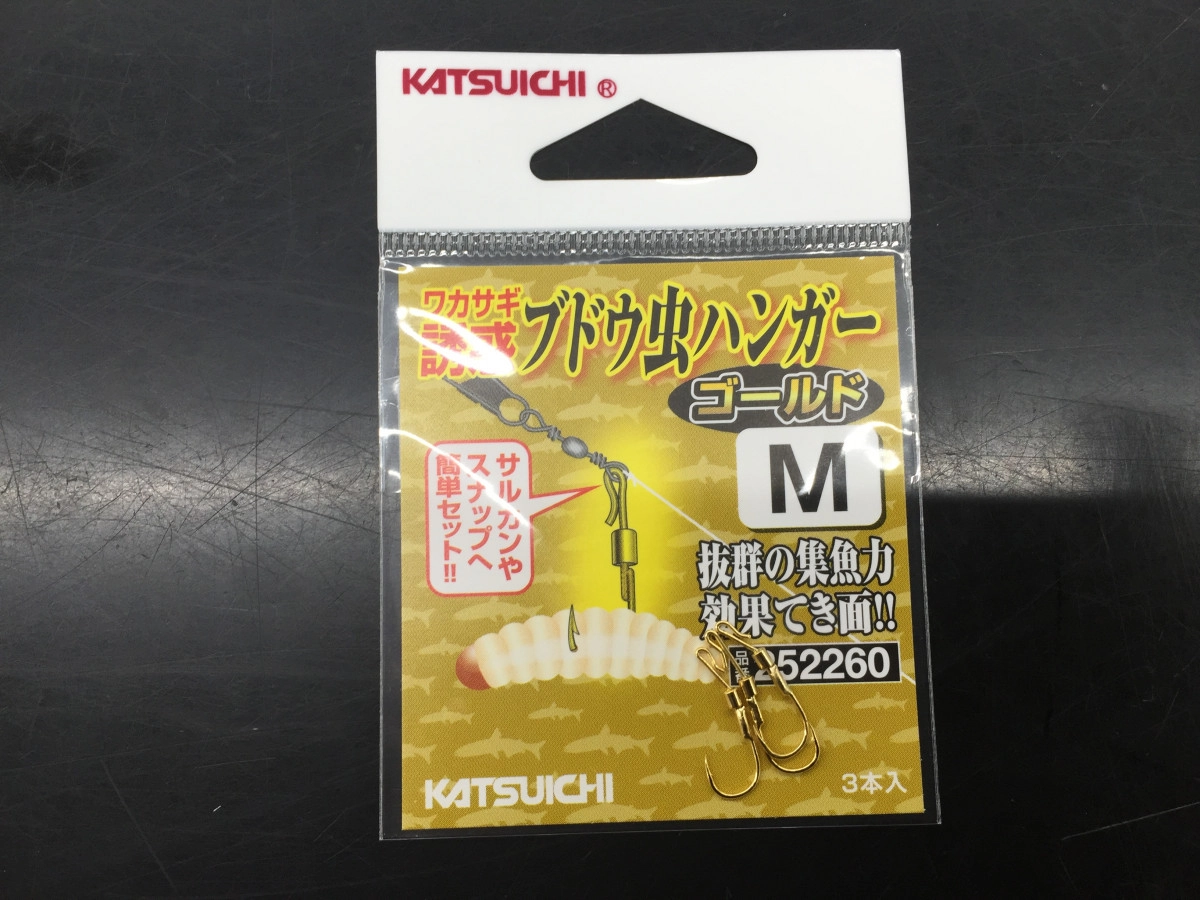 KATSUICHI ®
ワカサギ
誘惑
ブドウ虫ハンガー
ゴールド
M
サルカンや
スナップへ
簡単セット!!
抜群の集魚力
効果てき面!!
品番
252260
KATSUICHI
3本入